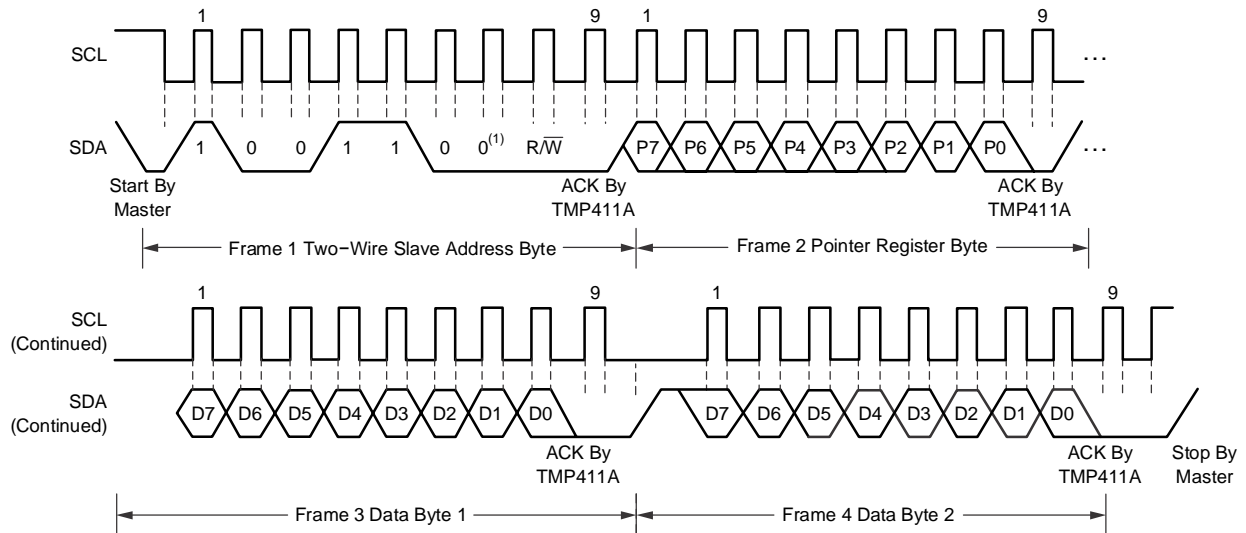 1 9 1 9
SCL ...
SDA 1 0 0 1 1 0 0(1) R/W̅ P7 P6 P5 P4 P3 P2 P1 P0 ...
Start By
Master
ACK By
TMP411A
ACK By
TMP411A
Frame 1 Two−Wire Slave Address Byte
Frame 2 Pointer Register Byte
1 9 1 9
SCL
(Continued)
SDA
(Continued)
D7 D6 D5 D4 D3 D2 D1 D0 D7 D6 D5 D4 D3 D2 D1 D0
ACK By
TMP411A
ACK By
TMP411A
Stop By
Master
Frame 3 Data Byte 1
Frame 4 Data Byte 2